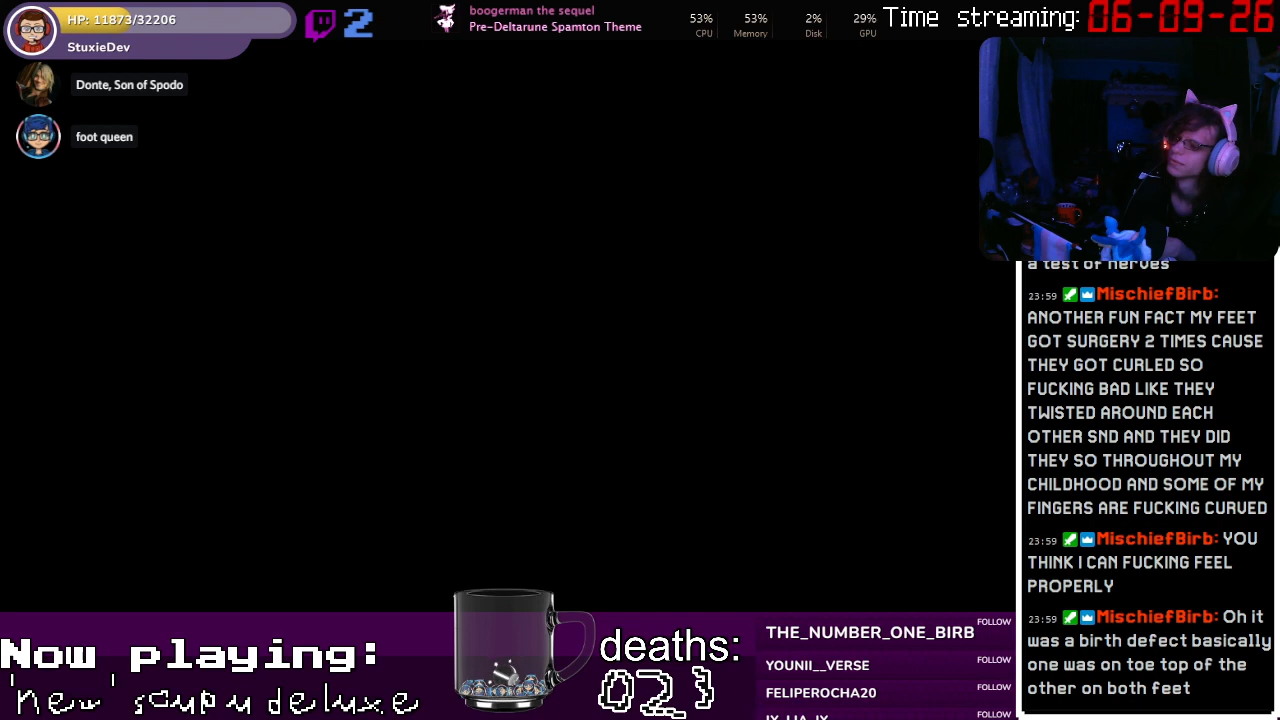 HP: 11873/32206
StuxieDev
2
boogerman the sequel
Pre-Deltarune Spamton Theme
53%
CPU
53%
Memory
2%
Disk
29%
GPU
Time streaming:
06-09-26
Donte, Son of Spodo
foot queen
a test of nerves
23:59 MischiefBirb:
ANOTHER FUN FACT MY FEET
GOT SURGERY 2 TIMES CAUSE
THEY GOT CURLED SO
FUCKING BAD LIKE THEY
TWISTED AROUND EACH
OTHER SND AND THEY DID
THEY SO THROUGHOUT MY
CHILDHOOD AND SOME OF MY
FINGERS ARE FUCKING CURVED
23:59 MischiefBirb: YOU
THINK I CAN FUCKING FEEL
PROPERLY
23:59 MischiefBirb: Oh it
was a birth defect basically
one was on toe top of the
other on both feet
Now playing:
'new' soup u deluxe
deaths:
023
THE_NUMBER_ONE_BIRB
FOLLOW
YOUNII__VERSE
FOLLOW
FELIPEROCHA20
FOLLOW
FOLLOW